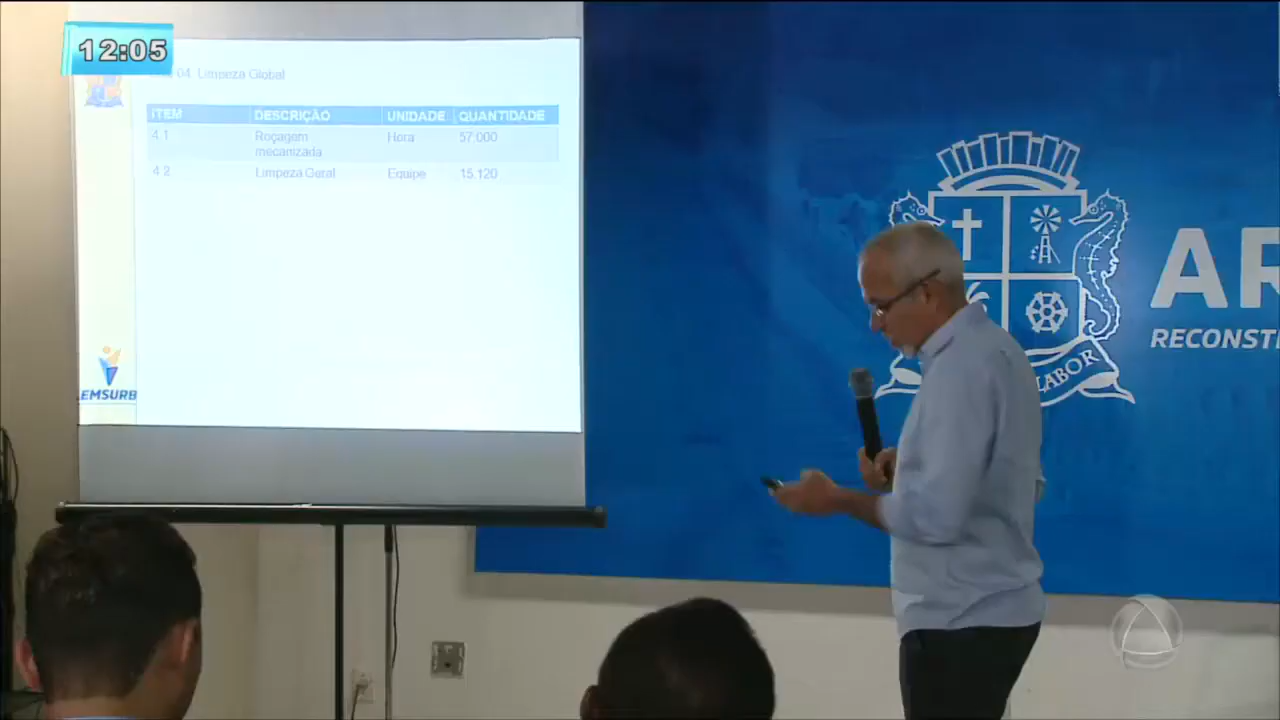 12:05
04 Limpeza Global
ITEM DESCRIÇÃO UNIDADE QUANTIDADE
4.1 Roçagem mecanizada Hora 57.000
4.2 Limpeza Geral Equipe 15.120
EMSURB
LABOR
AR
RECONSTI